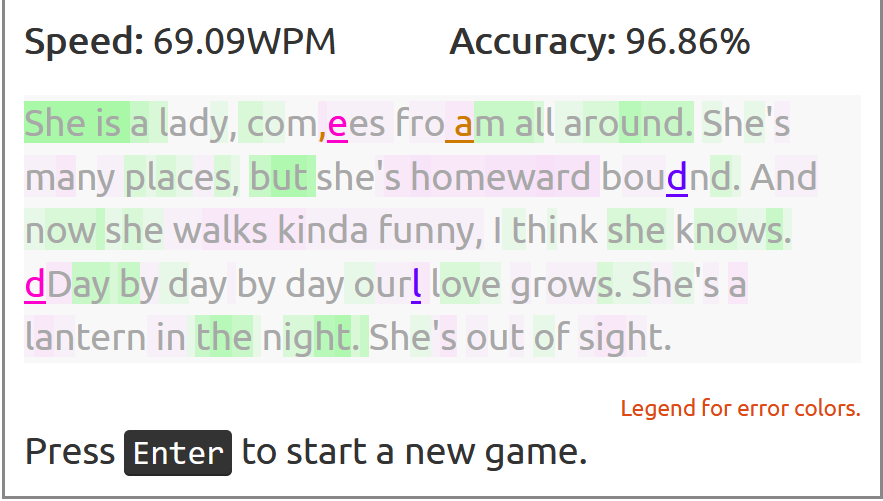 Speed: 69.09WPM Accuracy: 96.86%
She is a lady, com,ees fro am all around. She's
many places, but she's homeward boudnd. And
now she walks kinda funny, I think she knows.
dDay by day by day ourl love grows. She's a
lantern in the night. She's out of sight.
Legend for error colors.
Press Enter to start a new game.